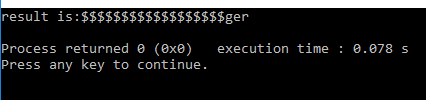 result is:$$$$$$$$$$$$$$$$$$ger
Process returned 0 (0x0)   execution time : 0.078 s
Press any key to continue.